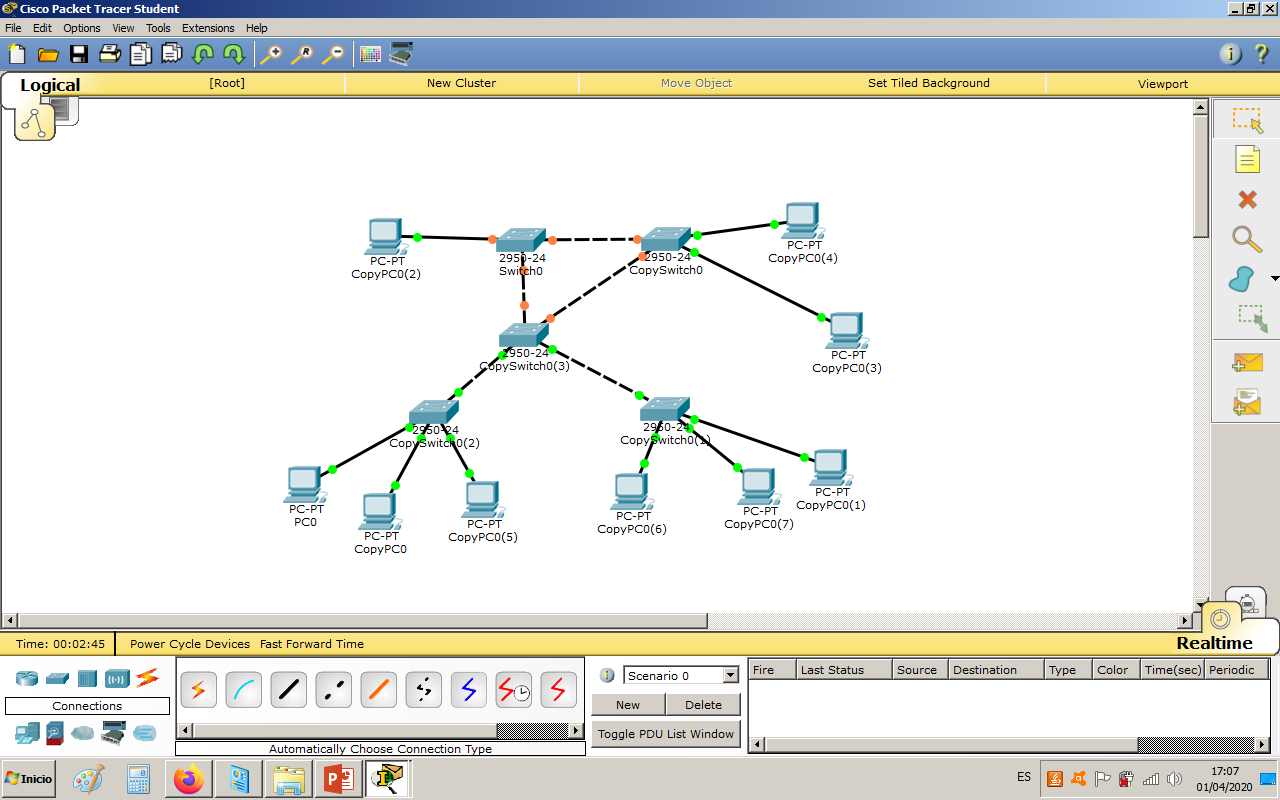 Cisco Packet Tracer Student
File Edit Options View Tools Extensions Help
Logical
[Root]
New Cluster
Move Object
Set Tiled Background
Viewport
PC-PT
CopyPC0(2)
2950-24
Switch0
2950-24
CopySwitch0
PC-PT
CopyPC0(4)
PC-PT
CopyPC0(3)
2950-24
CopySwitch0(3)
2950-24
CopySwitch0(2)
2950-24
CopySwitch0(1)
PC-PT
PC0
PC-PT
CopyPC0
PC-PT
CopyPC0(5)
PC-PT
CopyPC0(6)
PC-PT
CopyPC0(7)
PC-PT
CopyPC0(1)
Time: 00:02:45
Power Cycle Devices Fast Forward Time
Realtime
Connections
Automatically Choose Connection Type
Scenario 0
New
Delete
Toggle PDU List Window
Fire Last Status Source Destination Type Color Time(sec) Periodic
Inicio
ES
17:07
01/04/2020